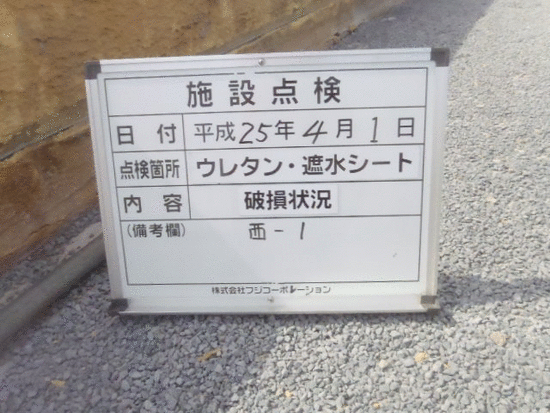 施設点検
日付 平成25年4月1日
点検箇所 ウレタン・遮水シート
内容 破損状況
(備考欄) 西-1
株式会社フジコーポレーション